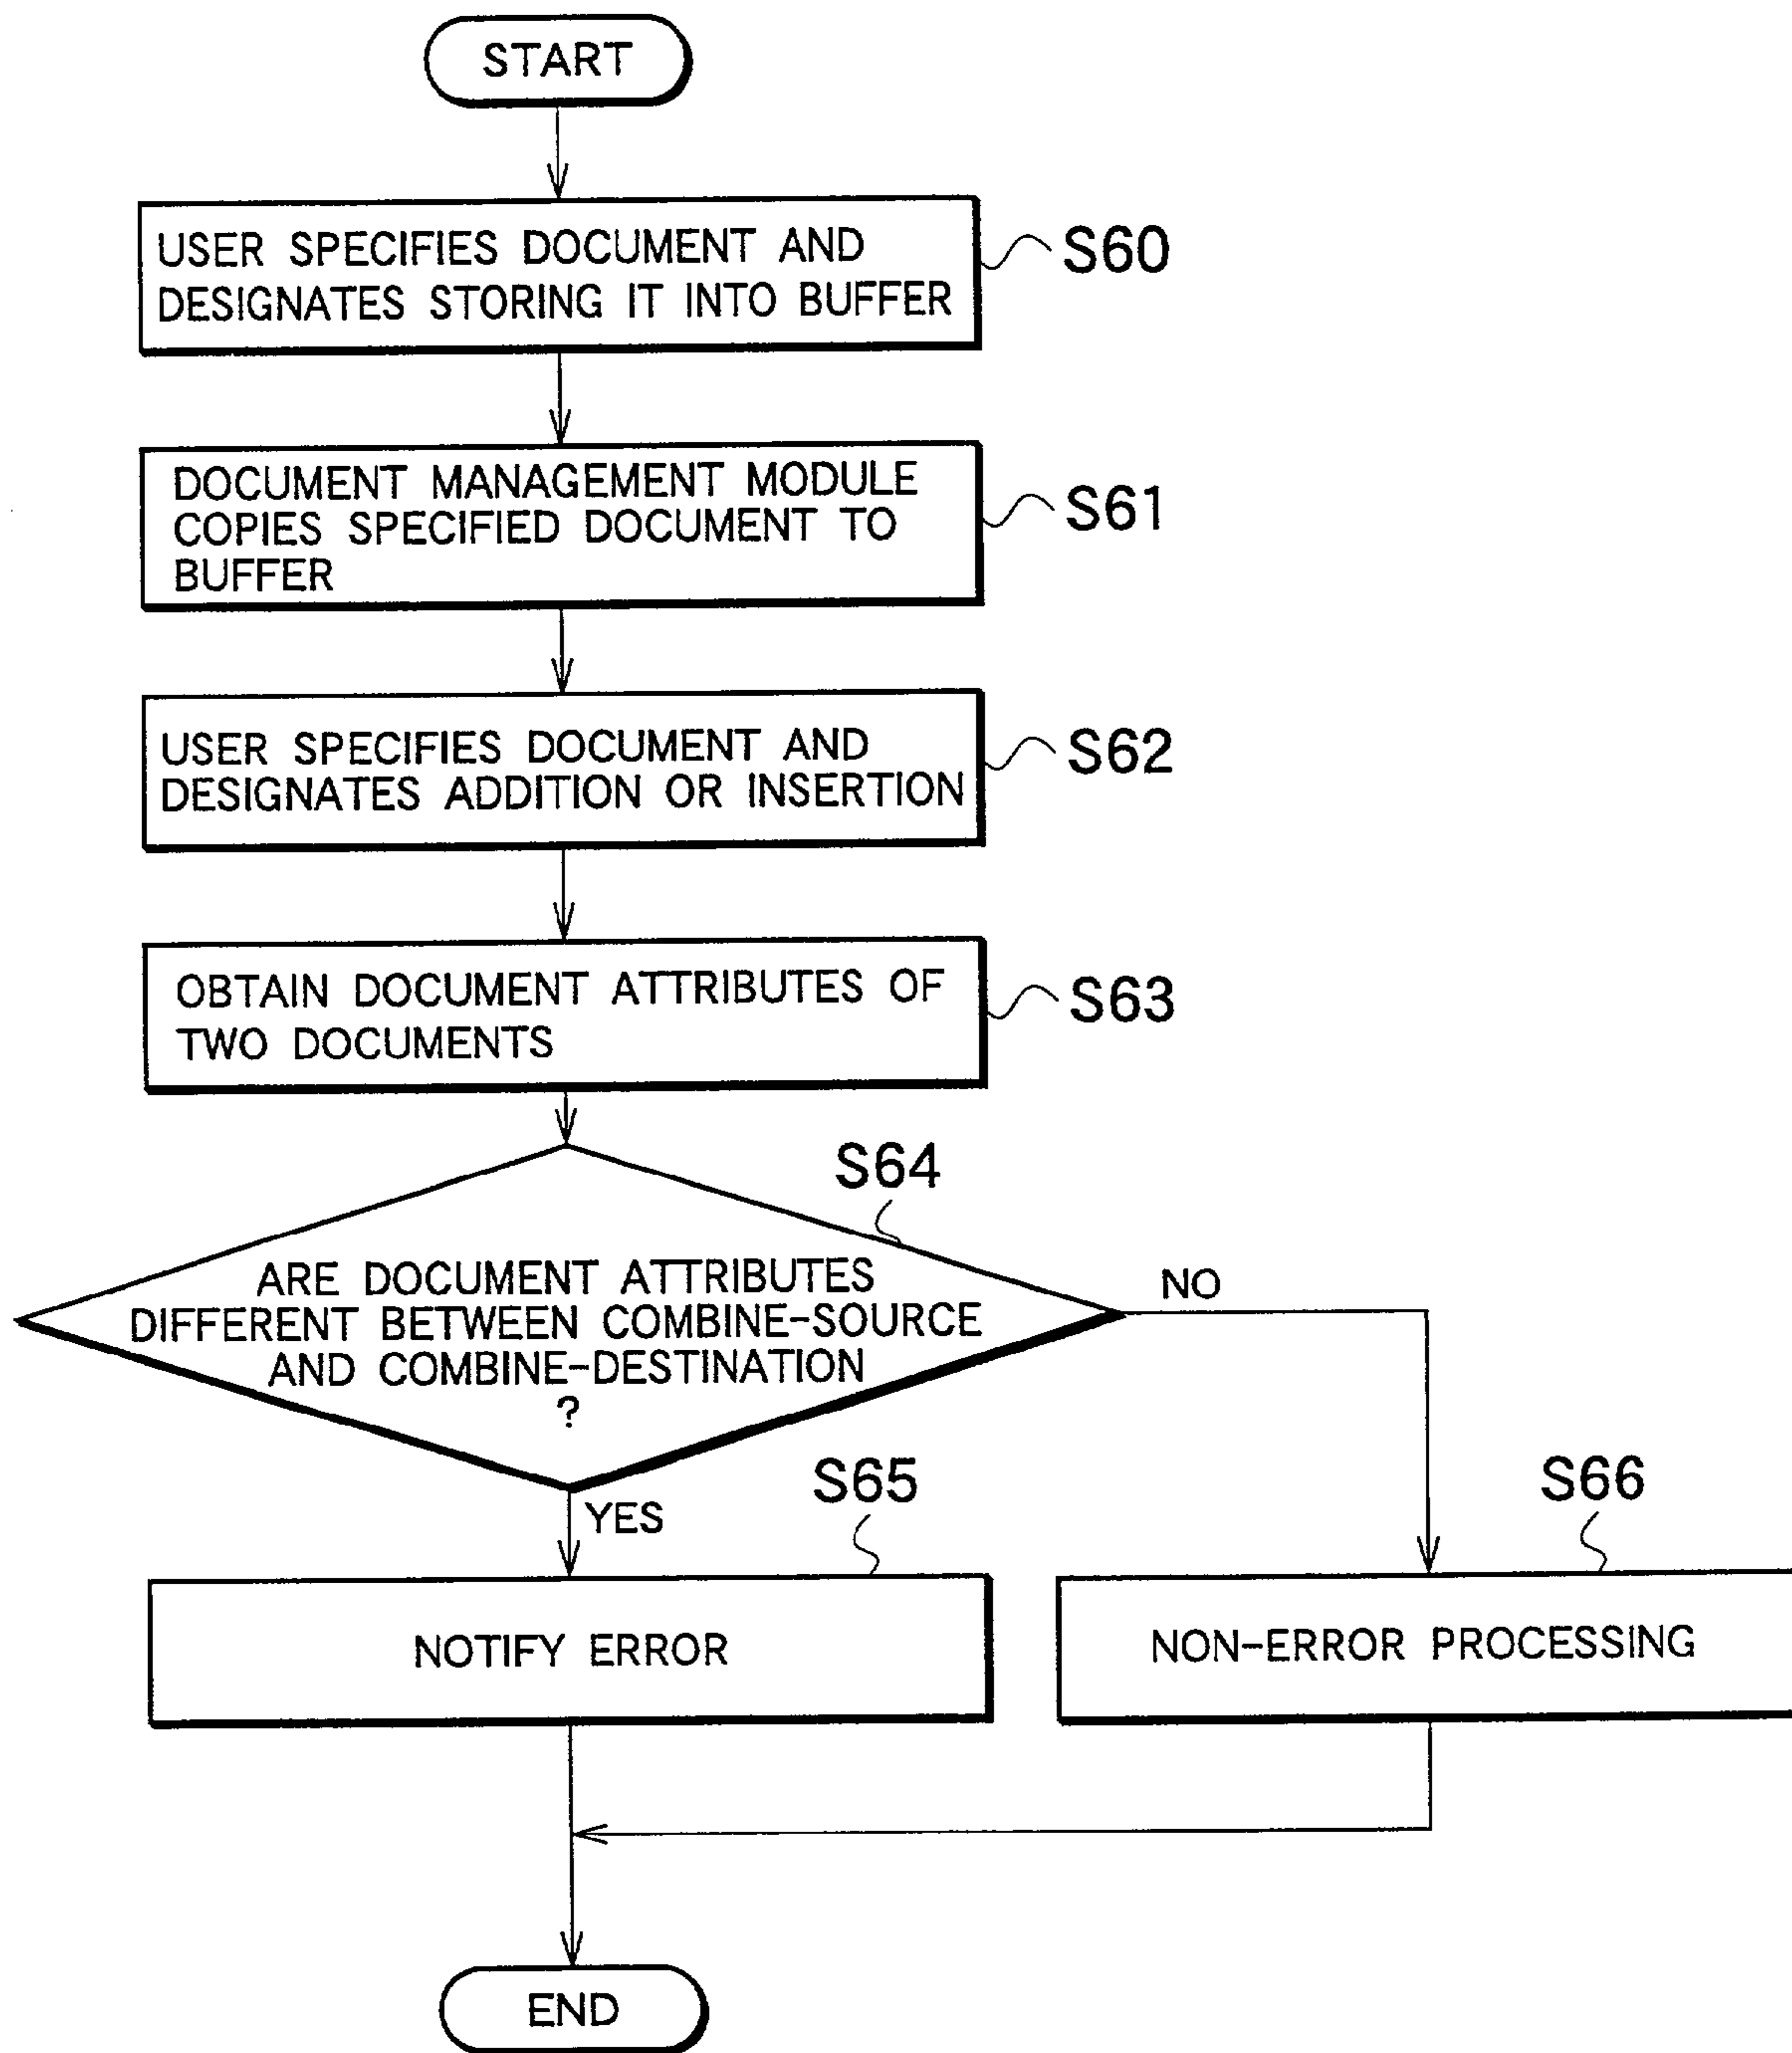 START
USER SPECIFIES DOCUMENT AND
DESIGNATES STORING IT INTO BUFFER
S60
DOCUMENT MANAGEMENT MODULE
COPIES SPECIFIED DOCUMENT TO
BUFFER
S61
USER SPECIFIES DOCUMENT AND
DESIGNATES ADDITION OR INSERTION
S62
OBTAIN DOCUMENT ATTRIBUTES OF
TWO DOCUMENTS
S63
S64
ARE DOCUMENT ATTRIBUTES
DIFFERENT BETWEEN COMBINE-SOURCE
AND COMBINE-DESTINATION
?
NO
YES
S65
NOTIFY ERROR
S66
NON-ERROR PROCESSING
END